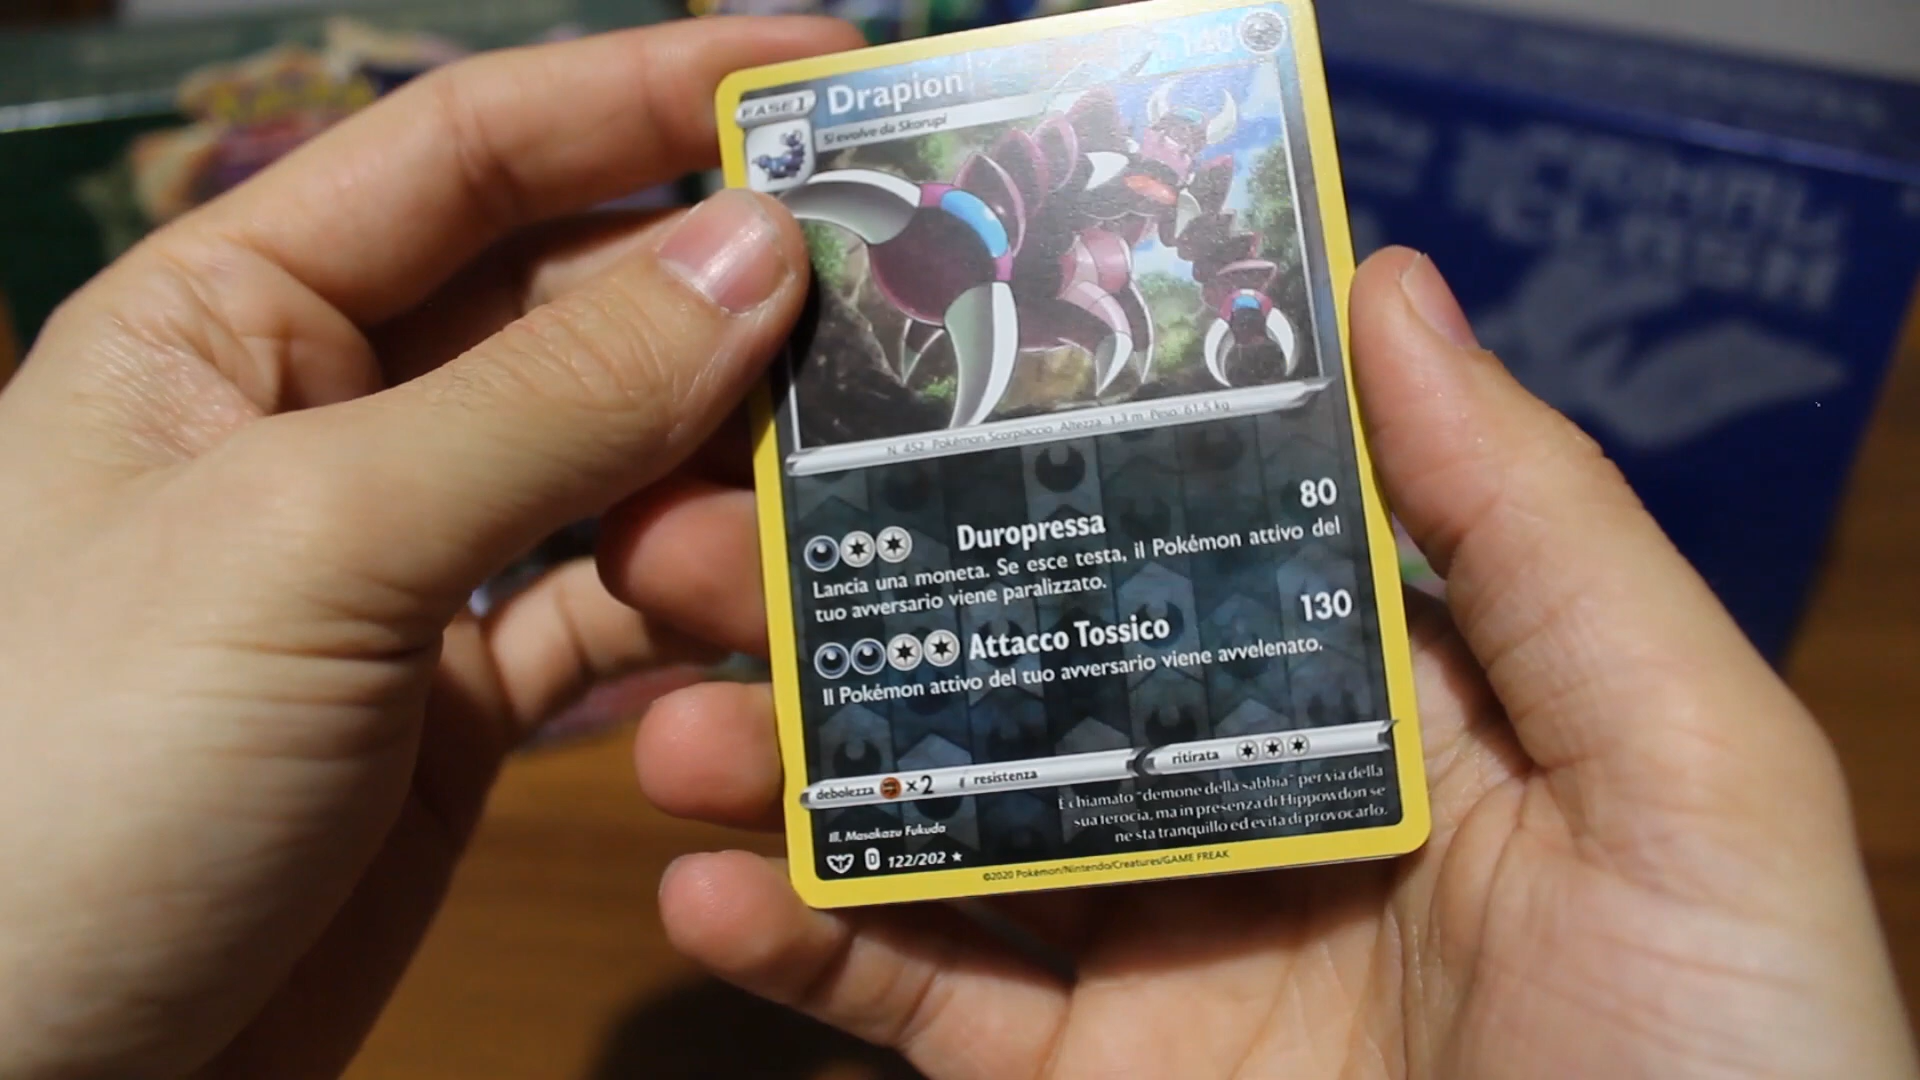 FASE 1
Drapion
140
Si evolve da Skorupi
N. 452 Pokémon Scorpiaccio Altezza: 1,3 m Peso: 61,5 kg
Duropressa 80
Lancia una moneta. Se esce testa, il Pokémon attivo del
tuo avversario viene paralizzato.
Attacco Tossico 130
Il Pokémon attivo del tuo avversario viene avvelenato.
debolezza ×2 resistenza ritirata
È chiamato "demone della sabbia" per via della
sua ferocia, ma in presenza di Hippowdon se
ne sta tranquillo ed evita di provocarlo.
Ill. Masakazu Fukuda
D 122/202 ★
©2020 Pokémon/Nintendo/Creatures/GAME FREAK
CLASH